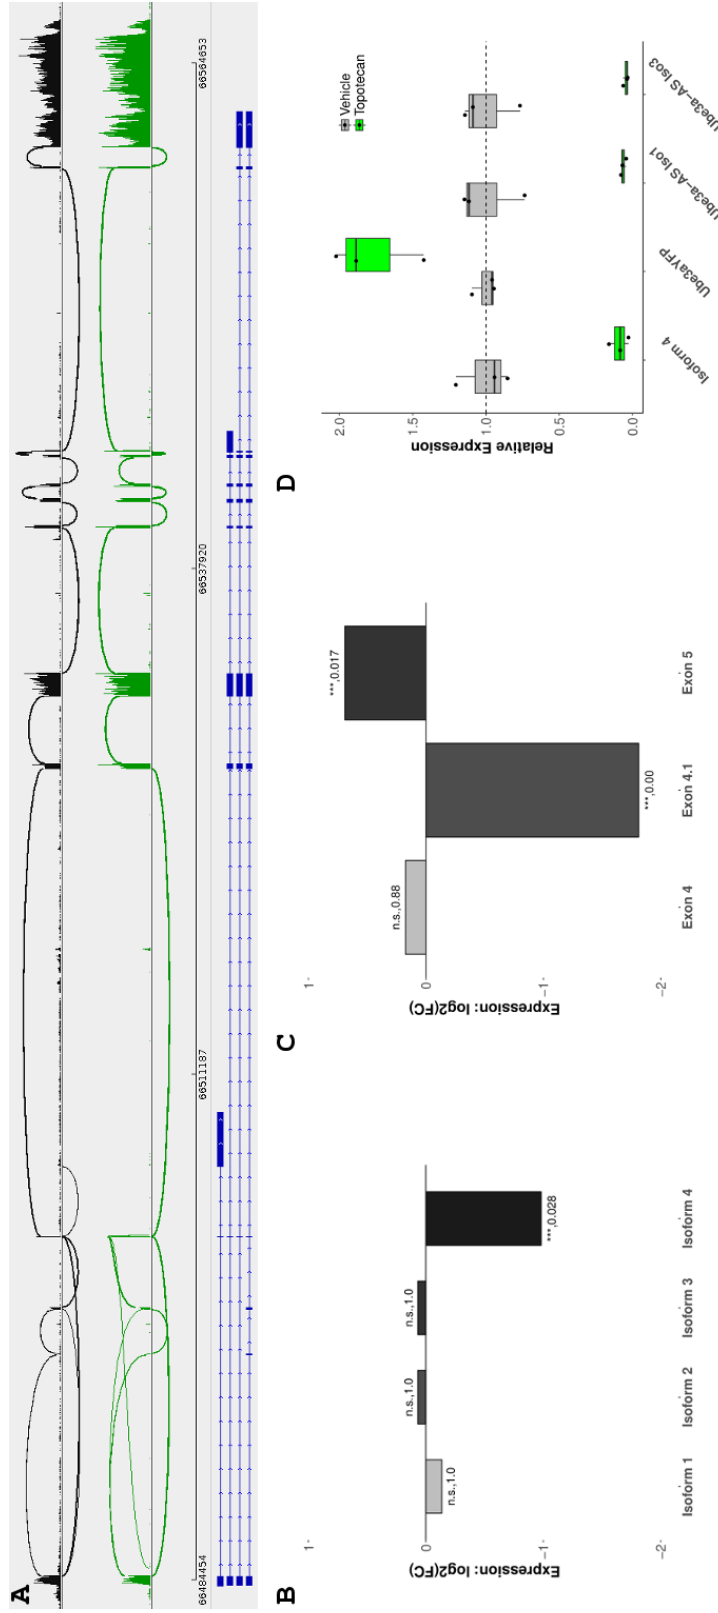 A
66484454
66511187
66537920
66564653
B
Expression: log2(FC)
1-
0-
-1-
-2-
n.s.,1.0
n.s.,1.0
n.s.,1.0
***,0.028
Isoform 1
Isoform 2
Isoform 3
Isoform 4
C
Expression: log2(FC)
1-
0-
-1-
-2-
n.s.,0.88
***,0.00
***,0.017
Exon 4
Exon 4.1
Exon 5
D
Relative Expression
2.0
1.5
1.0
0.5
0.0
Vehicle
Topotecan
Isoform 4
Ube3aYFP
Ube3a-AS Iso1
Ube3a-AS Iso3